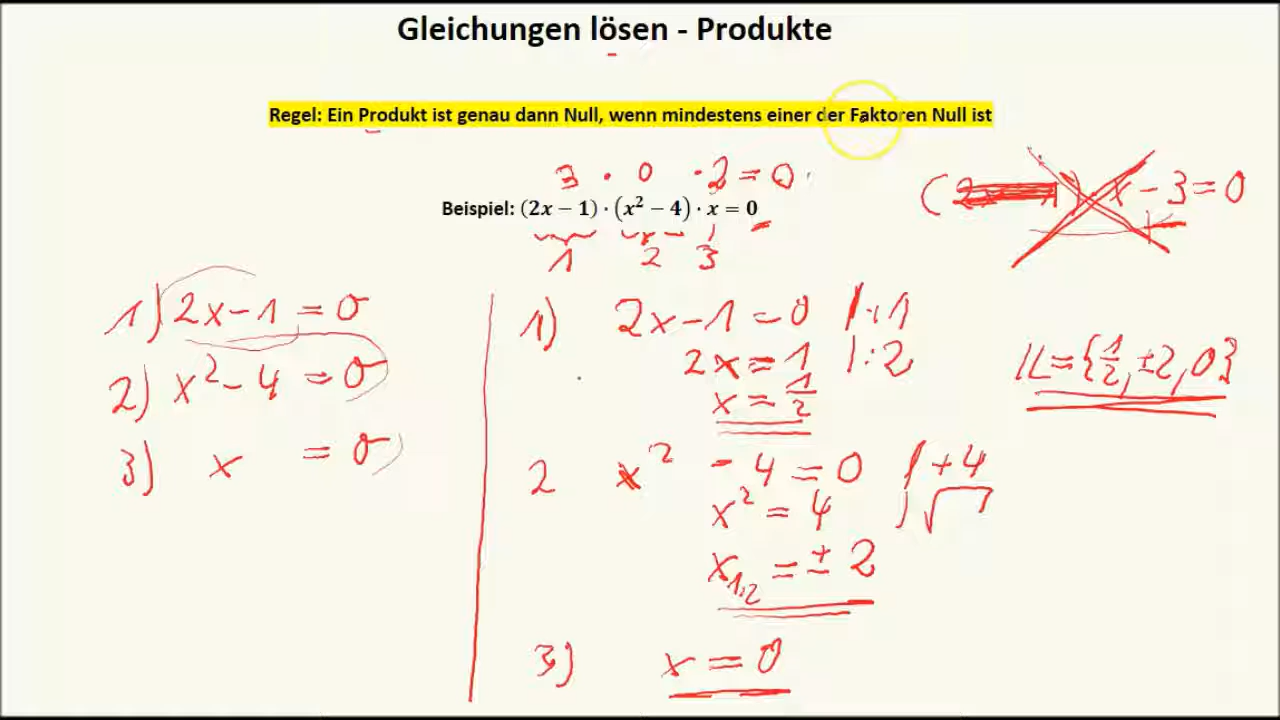 Gleichungen lösen - Produkte
Regel: Ein Produkt ist genau dann Null, wenn mindestens einer der Faktoren Null ist
3 · 0 · 2 = 0
Beispiel: (2x − 1) · (x² − 4) · x = 0
1 2 3
x − 3 = 0
1) 2x − 1 = 0
2) x² − 4 = 0
3) x = 0
1) 2x − 1 = 0 | + 1
2x = 1 | : 2
x = 1/2
2 x² − 4 = 0 | + 4
x² = 4 | √
x₁,₂ = ± 2
3) x = 0
L = {1/2, ±2, 0}